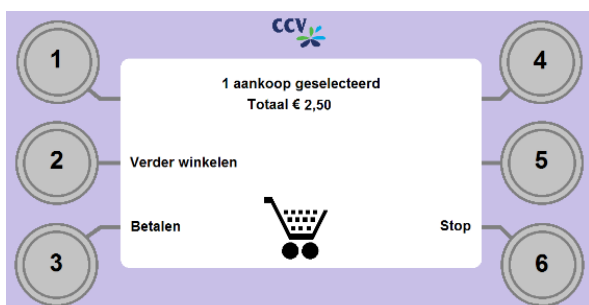 CCV
1
4
1 aankoop geselecteerd
Totaal € 2,50
2
Verder winkelen
5
Betalen
Stop
3
6